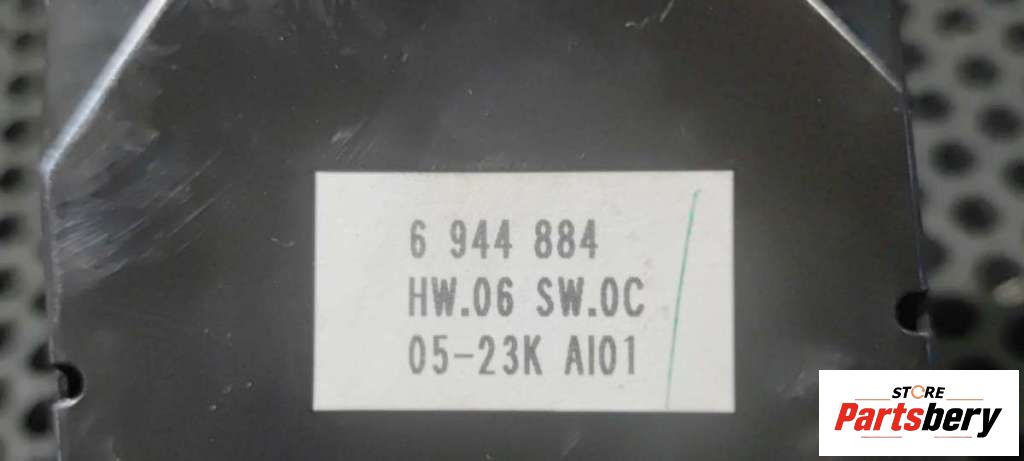 6 944 884
HW.06 SW.0C
05-23K AI01
STORE
Partsbery